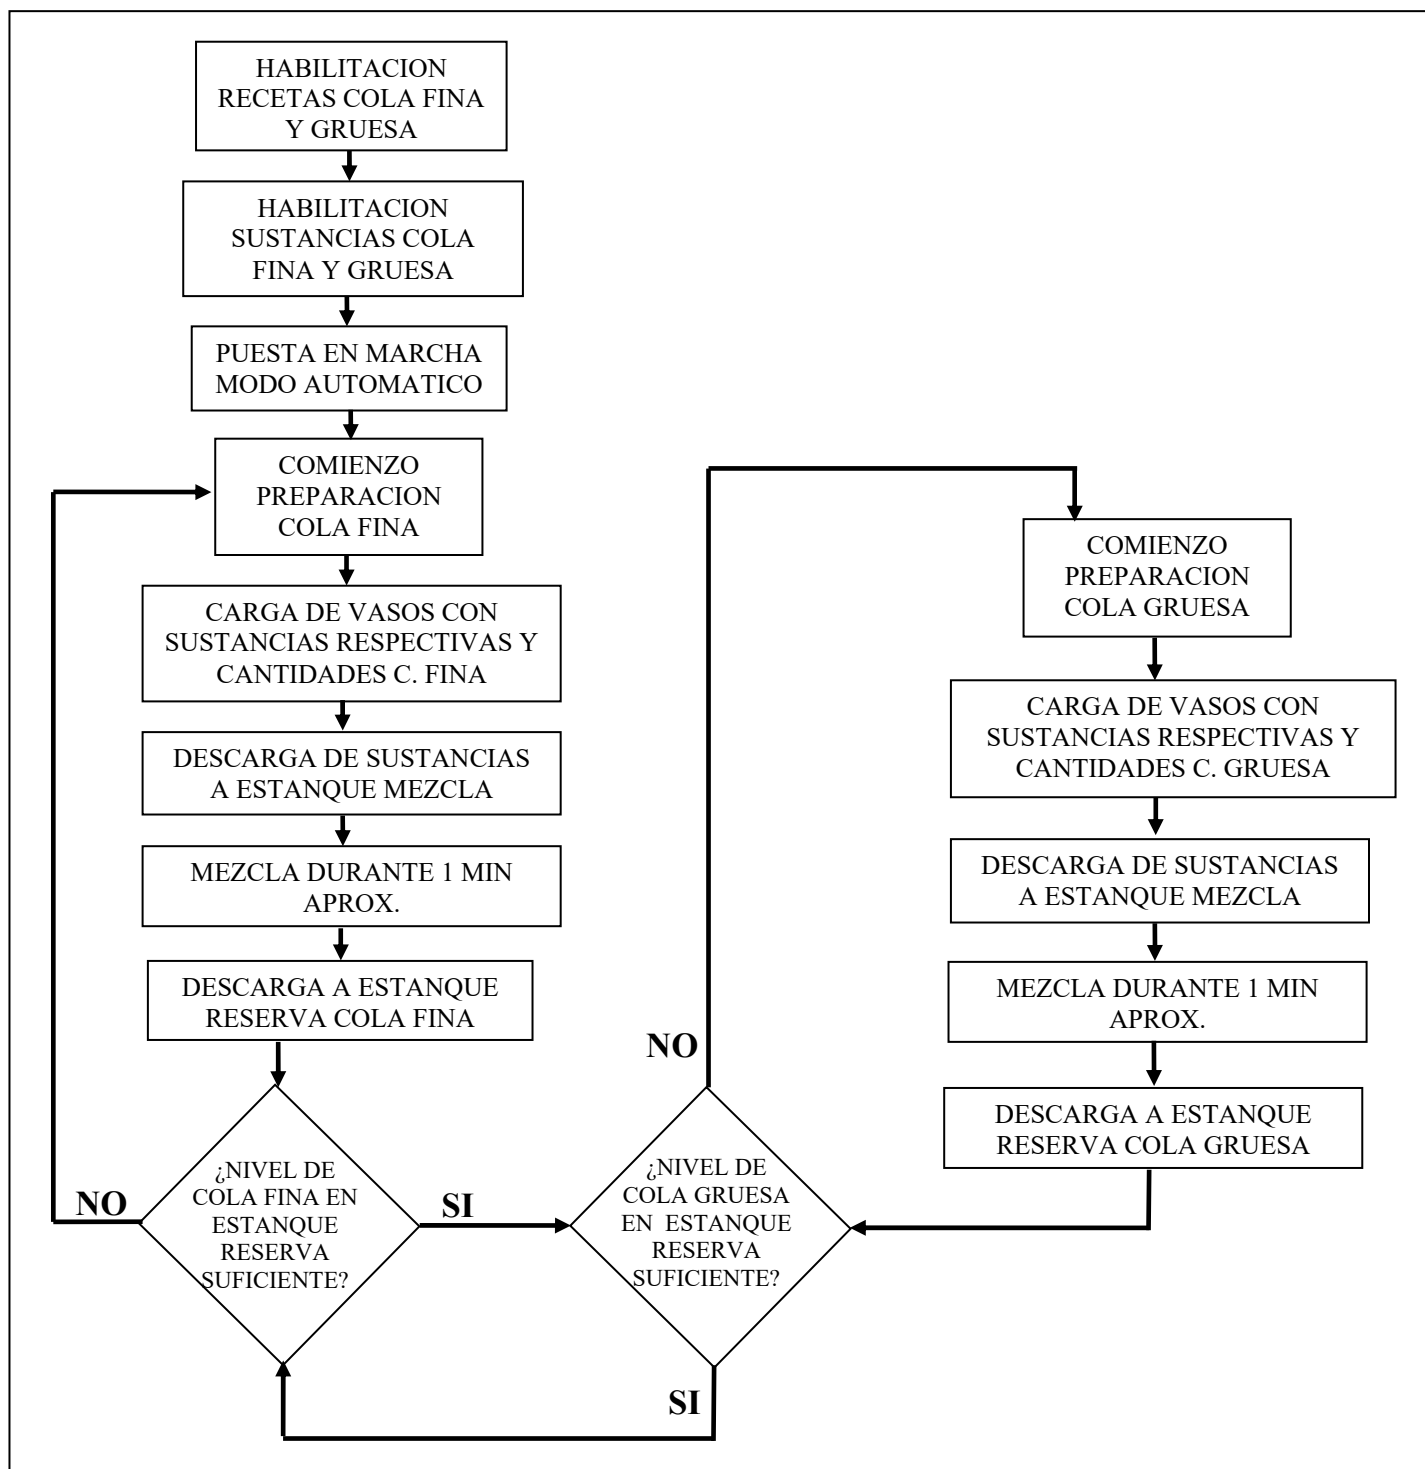 HABILITACION
RECETAS COLA FINA
Y GRUESA
HABILITACION
SUSTANCIAS COLA
FINA Y GRUESA
PUESTA EN MARCHA
MODO AUTOMATICO
COMIENZO
PREPARACION
COLA FINA
CARGA DE VASOS CON
SUSTANCIAS RESPECTIVAS Y
CANTIDADES C. FINA
DESCARGA DE SUSTANCIAS
A ESTANQUE MEZCLA
MEZCLA DURANTE 1 MIN
APROX.
DESCARGA A ESTANQUE
RESERVA COLA FINA
¿NIVEL DE
COLA FINA EN
ESTANQUE
RESERVA
SUFICIENTE?
NO
SI
¿NIVEL DE
COLA GRUESA
EN ESTANQUE
RESERVA
SUFICIENTE?
NO
SI
COMIENZO
PREPARACION
COLA GRUESA
CARGA DE VASOS CON
SUSTANCIAS RESPECTIVAS Y
CANTIDADES C. GRUESA
DESCARGA DE SUSTANCIAS
A ESTANQUE MEZCLA
MEZCLA DURANTE 1 MIN
APROX.
DESCARGA A ESTANQUE
RESERVA COLA GRUESA